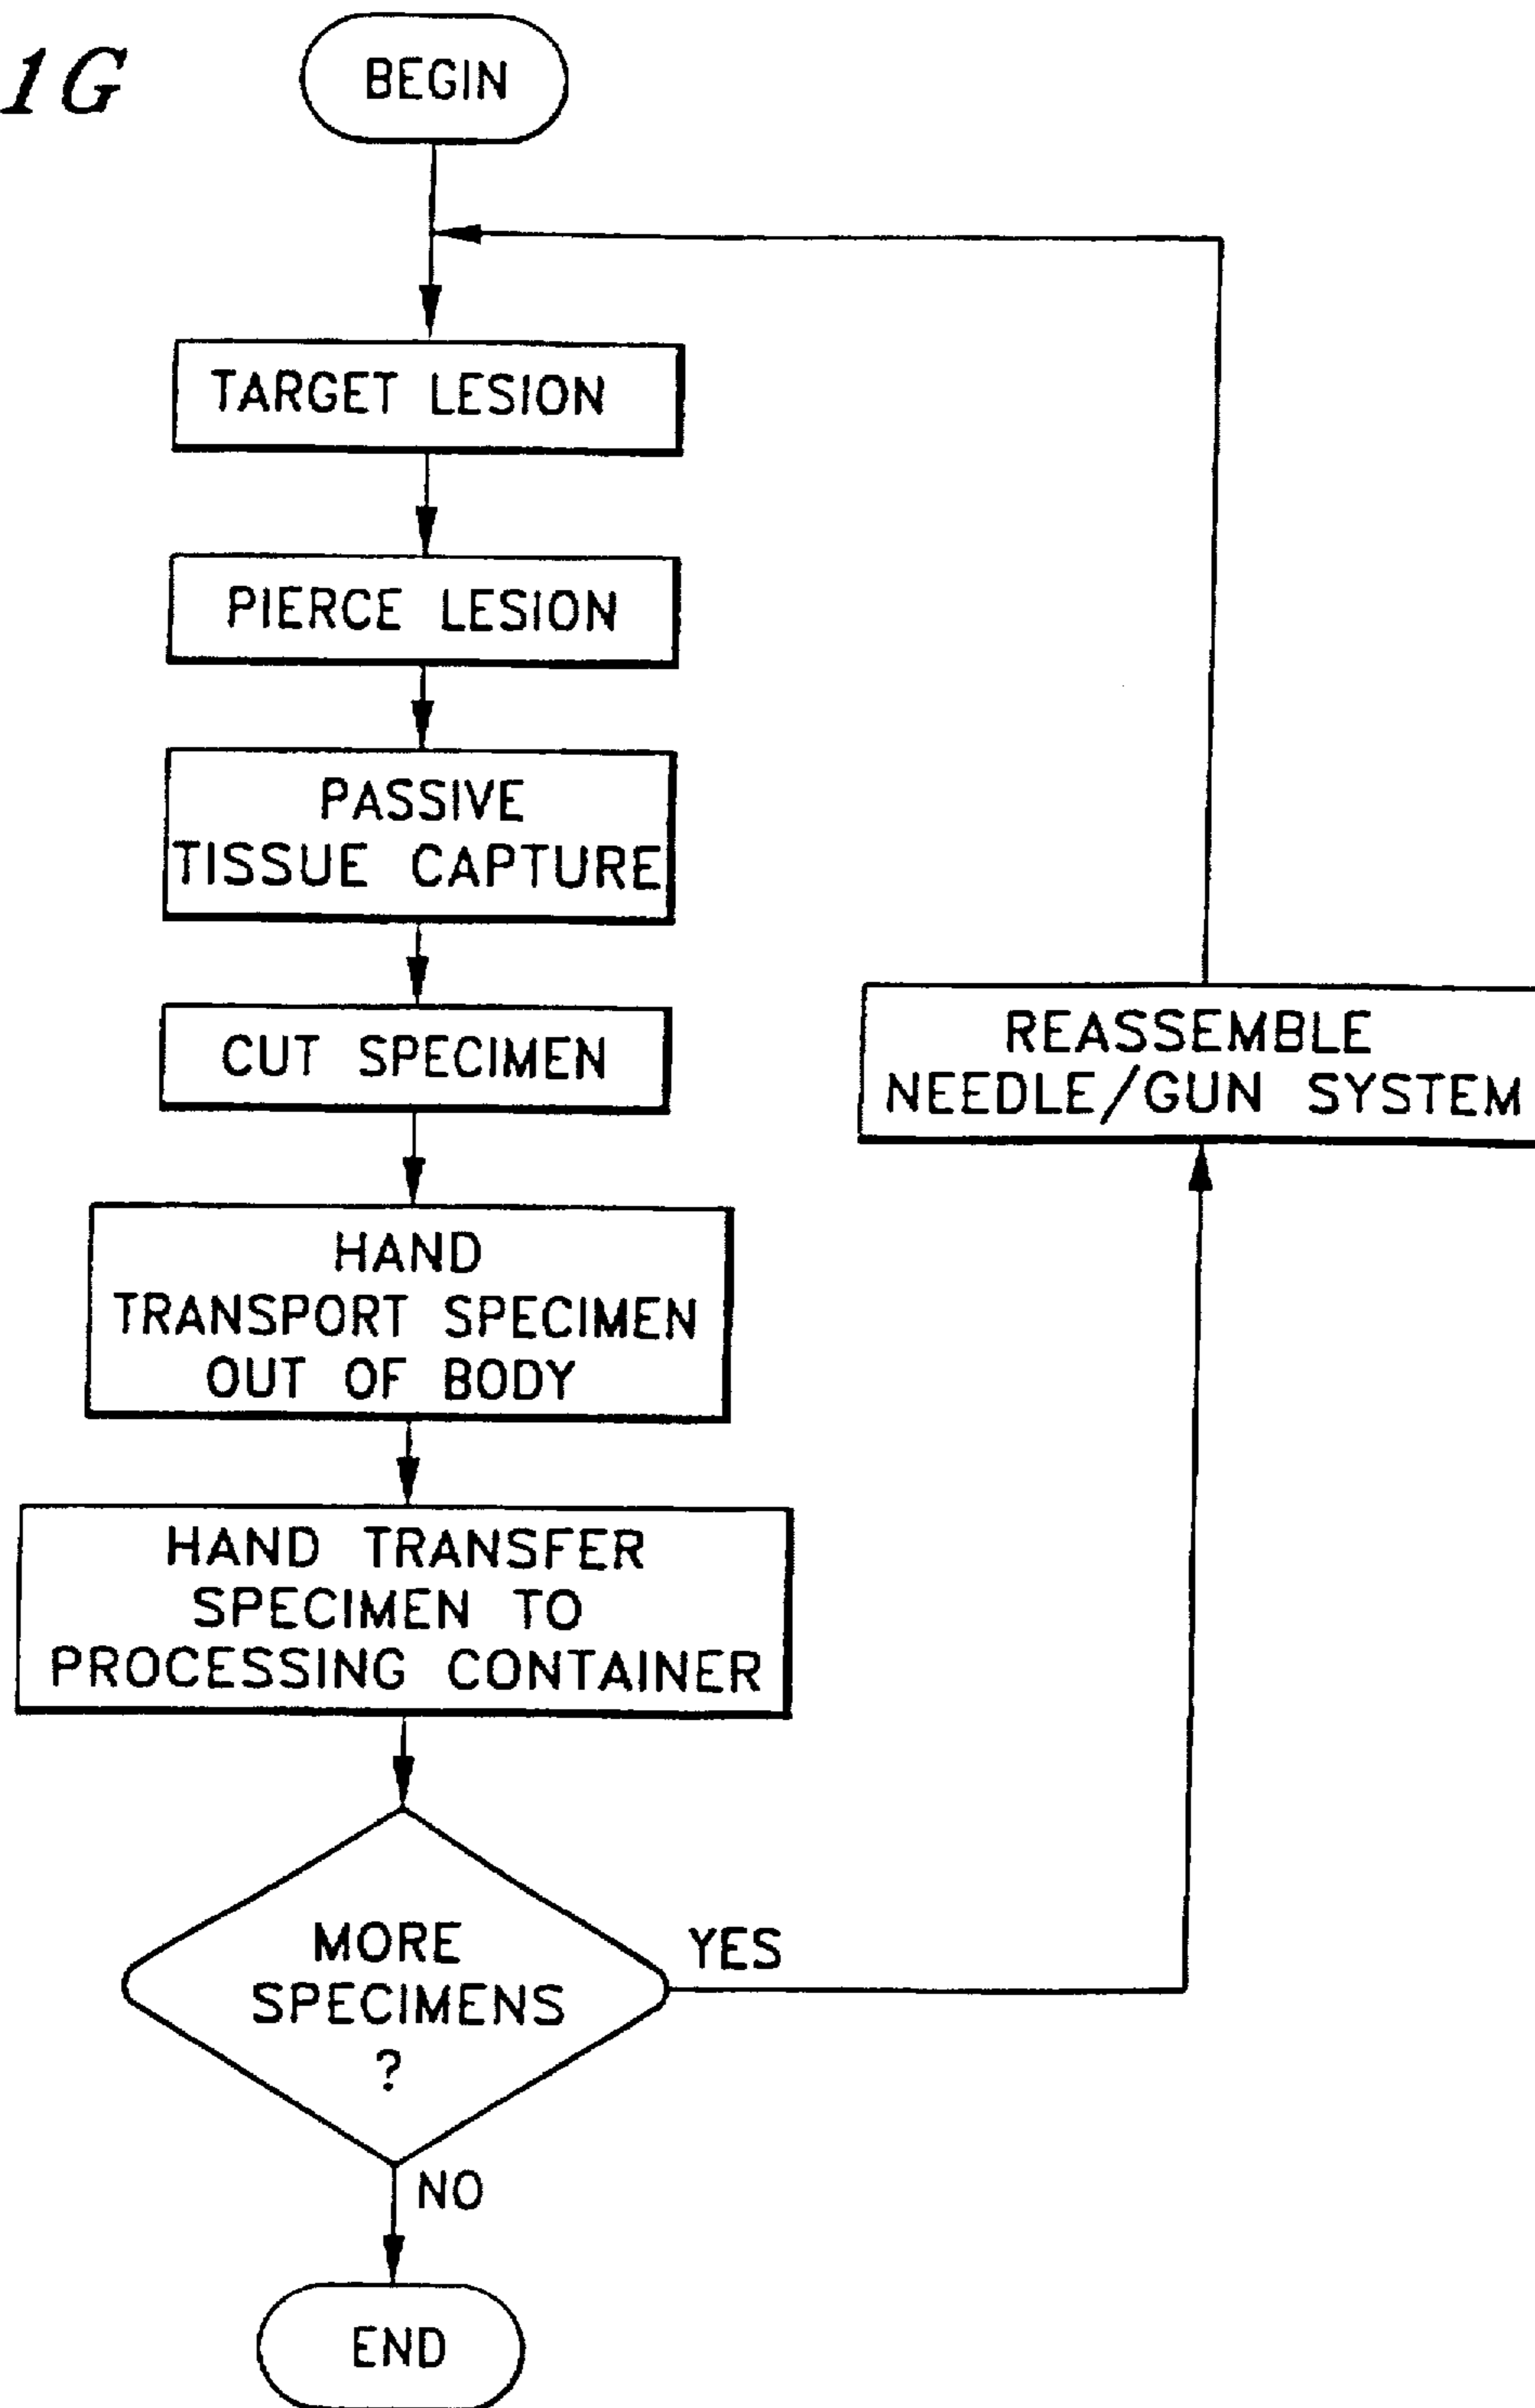 1G
BEGIN
TARGET LESION
PIERCE LESION
PASSIVE
TISSUE CAPTURE
CUT SPECIMEN
REASSEMBLE
NEEDLE/GUN SYSTEM
HAND
TRANSPORT SPECIMEN
OUT OF BODY
HAND TRANSFER
SPECIMEN TO
PROCESSING CONTAINER
MORE
SPECIMENS
?
YES
NO
END